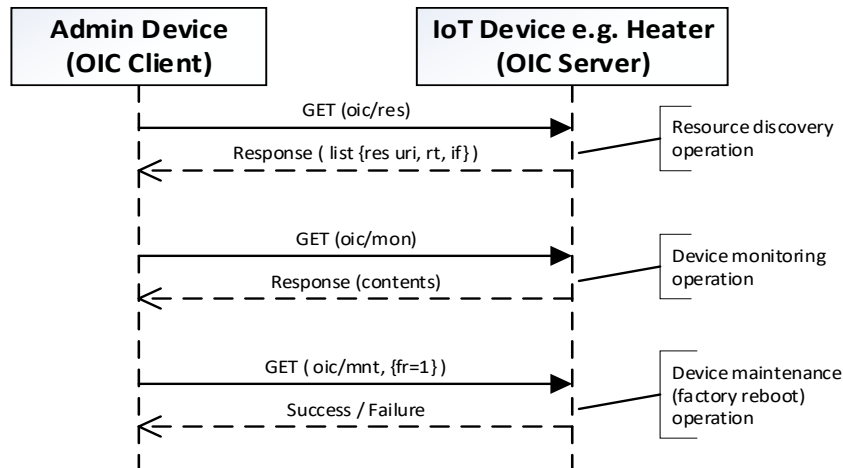 Admin Device
(OIC Client)
IoT Device e.g. Heater
(OIC Server)
GET (oic/res)
Resource discovery
operation
Response ( list {res uri, rt, if} )
GET (oic/mon)
Device monitoring
operation
Response (contents)
GET ( oic/mnt, {fr=1} )
Device maintenance
(factory reboot)
operation
Success / Failure